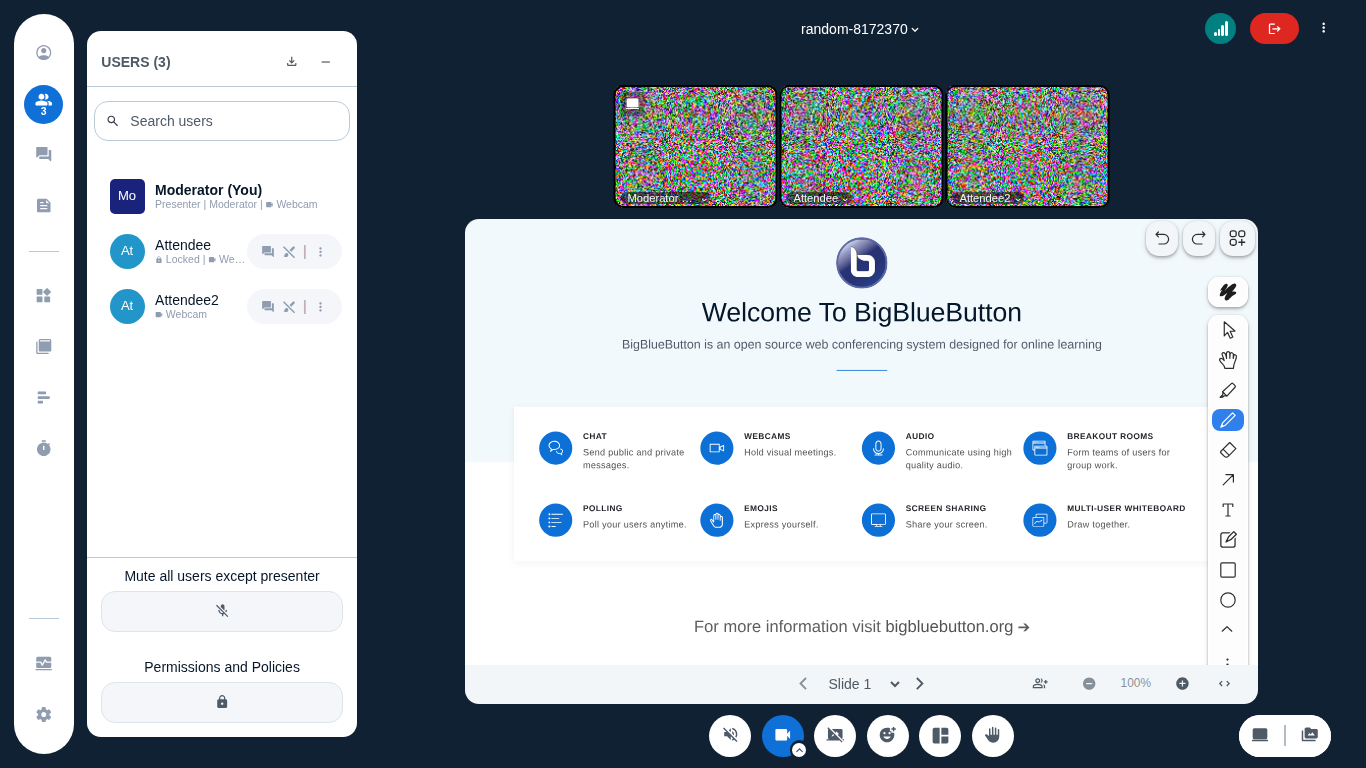 random-8172370
3
USERS (3)
Search users
Mo
Moderator (You)
Presenter | Moderator | Webcam
At
Attendee
Locked | We...
At
Attendee2
Webcam
Mute all users except presenter
Permissions and Policies
Moderator
Attendee
Attendee2
Welcome To BigBlueButton
BigBlueButton is an open source web conferencing system designed for online learning
CHAT
Send public and private
messages.
WEBCAMS
Hold visual meetings.
AUDIO
Communicate using high
quality audio.
BREAKOUT ROOMS
Form teams of users for
group work.
POLLING
Poll your users anytime.
EMOJIS
Express yourself.
SCREEN SHARING
Share your screen.
MULTI-USER WHITEBOARD
Draw together.
For more information visit bigbluebutton.org →
Slide 1
100%